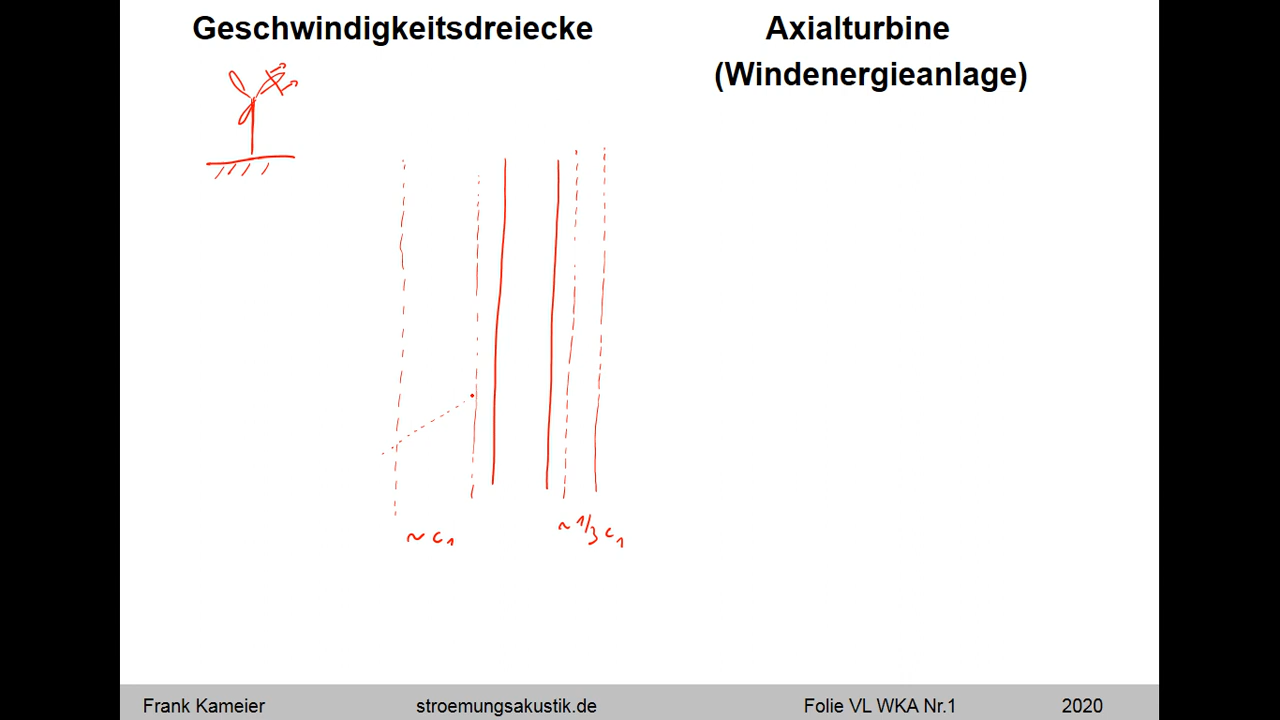 Geschwindigkeitsdreiecke
Axialturbine
(Windenergieanlage)
~ c₁
~ 1/3 c₁
Frank Kameier stroemungsakustik.de Folie VL WKA Nr.1 2020